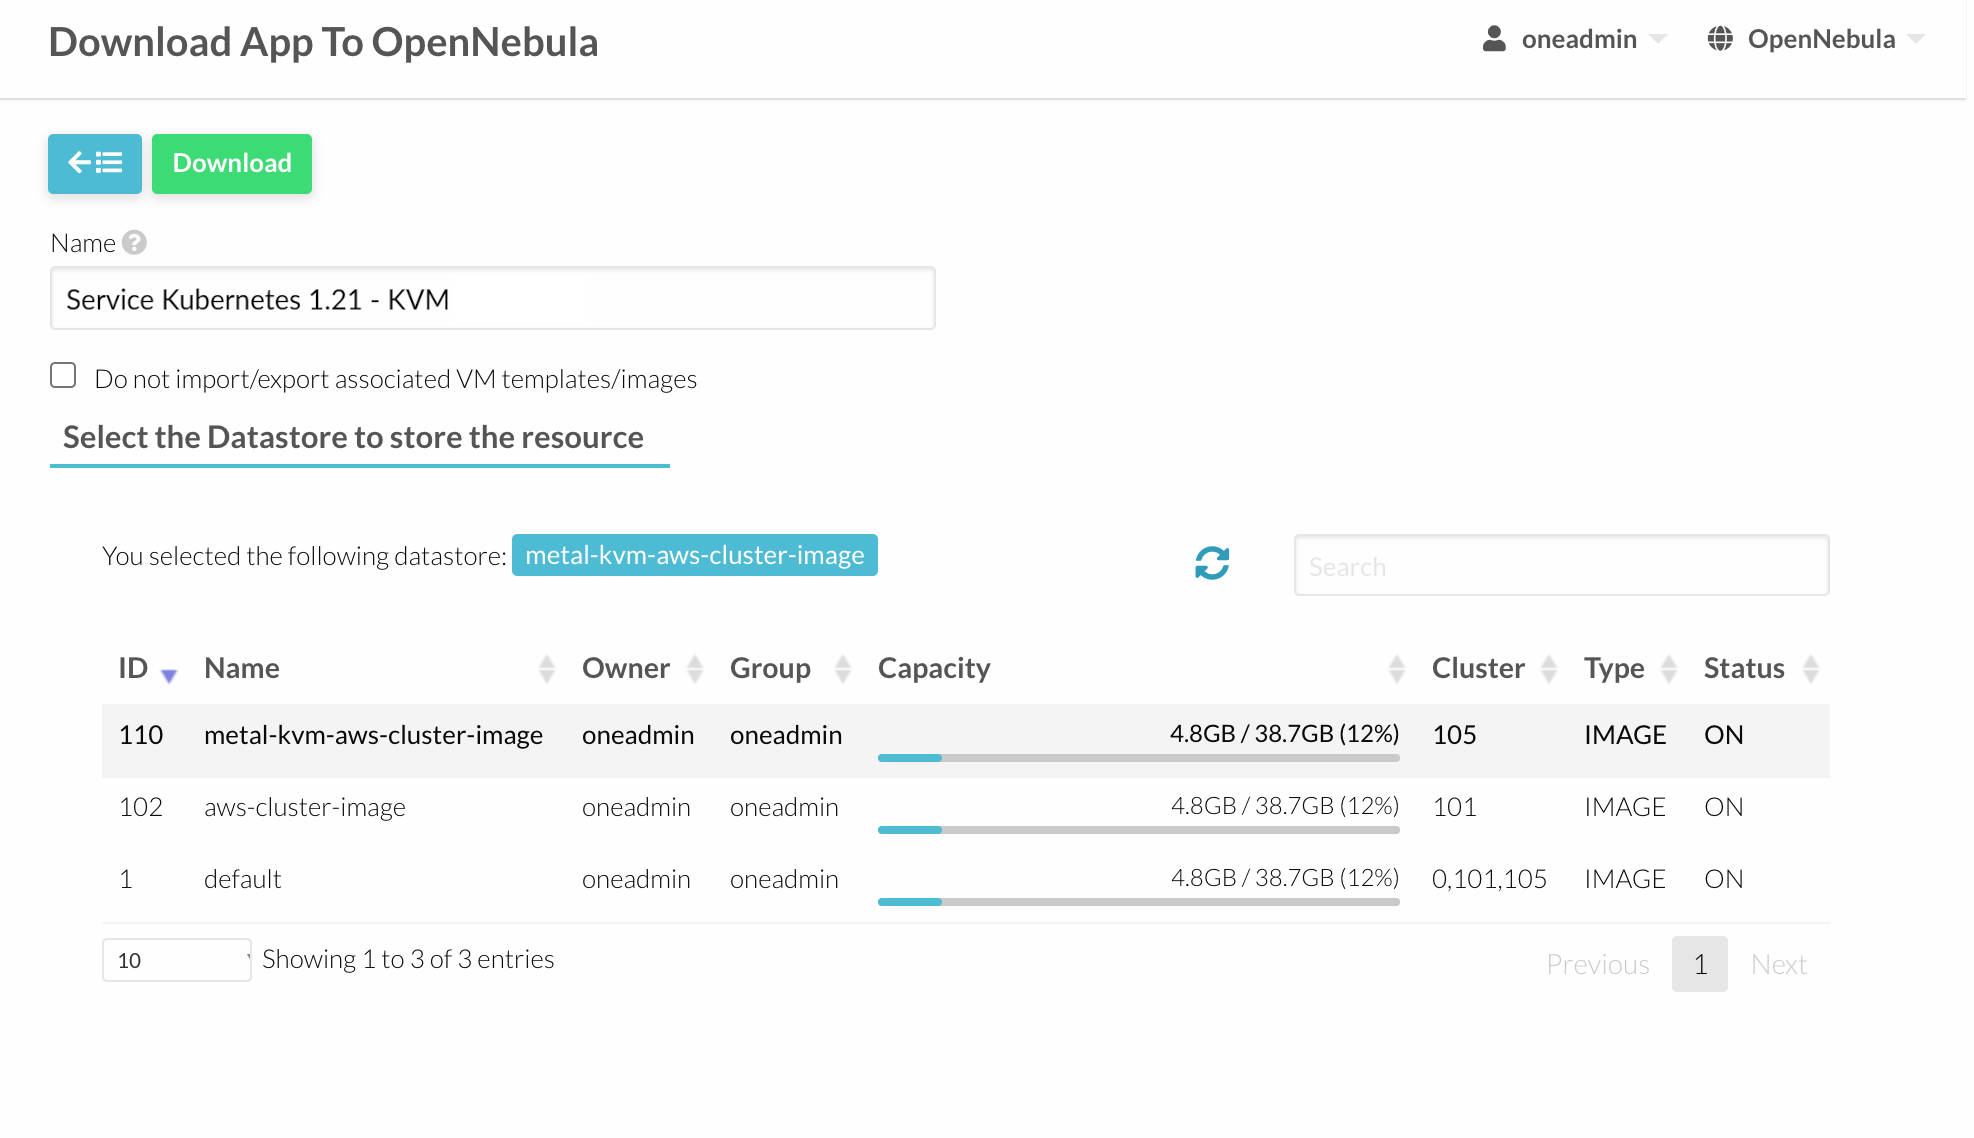 Download App To OpenNebula
oneadmin
OpenNebula
Download
Name ?
Service Kubernetes 1.21 - KVM
Do not import/export associated VM templates/images
Select the Datastore to store the resource
You selected the following datastore: metal-kvm-aws-cluster-image
Search
ID Name Owner Group Capacity Cluster Type Status
110 metal-kvm-aws-cluster-image oneadmin oneadmin 4.8GB / 38.7GB (12%) 105 IMAGE ON
102 aws-cluster-image oneadmin oneadmin 4.8GB / 38.7GB (12%) 101 IMAGE ON
1 default oneadmin oneadmin 4.8GB / 38.7GB (12%) 0,101,105 IMAGE ON
10 Showing 1 to 3 of 3 entries
Previous 1 Next